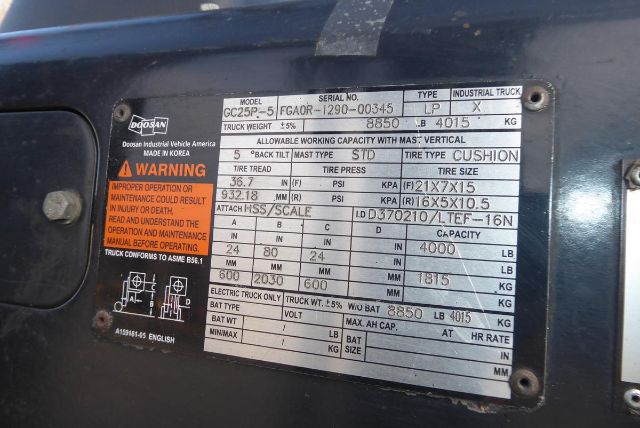 DOOSAN
Doosan Industrial Vehicle America
MADE IN KOREA
WARNING
IMPROPER OPERATION OR
MAINTENANCE COULD RESULT
IN INJURY OR DEATH.
READ AND UNDERSTAND THE
OPERATION AND MAINTENANCE
MANUAL BEFORE OPERATING.
TRUCK CONFORMS TO ASME B56.1
A C B D
A159161-05 ENGLISH
MODEL SERIAL NO. TYPE INDUSTRIAL TRUCK
GC25P-5 FGA0R-1290-00345 LP X
TRUCK WEIGHT ±5% 8850 LB 4015 KG
ALLOWABLE WORKING CAPACITY WITH MAST VERTICAL
5 °BACK TILT MAST TYPE STD TIRE TYPE CUSHION
TIRE TREAD TIRE PRESS TIRE SIZE
36.7 IN (F) PSI KPA (F) 21X7X15
932.18 MM (R) PSI KPA (R) 16X5X10.5
ATTACH HSS/SCALE I.D D370210/LTEF-16N
A B C D CAPACITY
IN IN IN IN 4000 LB
24 80 24
MM MM MM MM 1815 KG
600 2030 600
ELECTRIC TRUCK ONLY TRUCK WT. ±5% W/O BAT 8850 LB 4015 KG
BAT TYPE VOLT MAX. AH CAP. AT HR RATE
BAT WT / LB BAT SIZE IN
MINI/MAX / KG MM